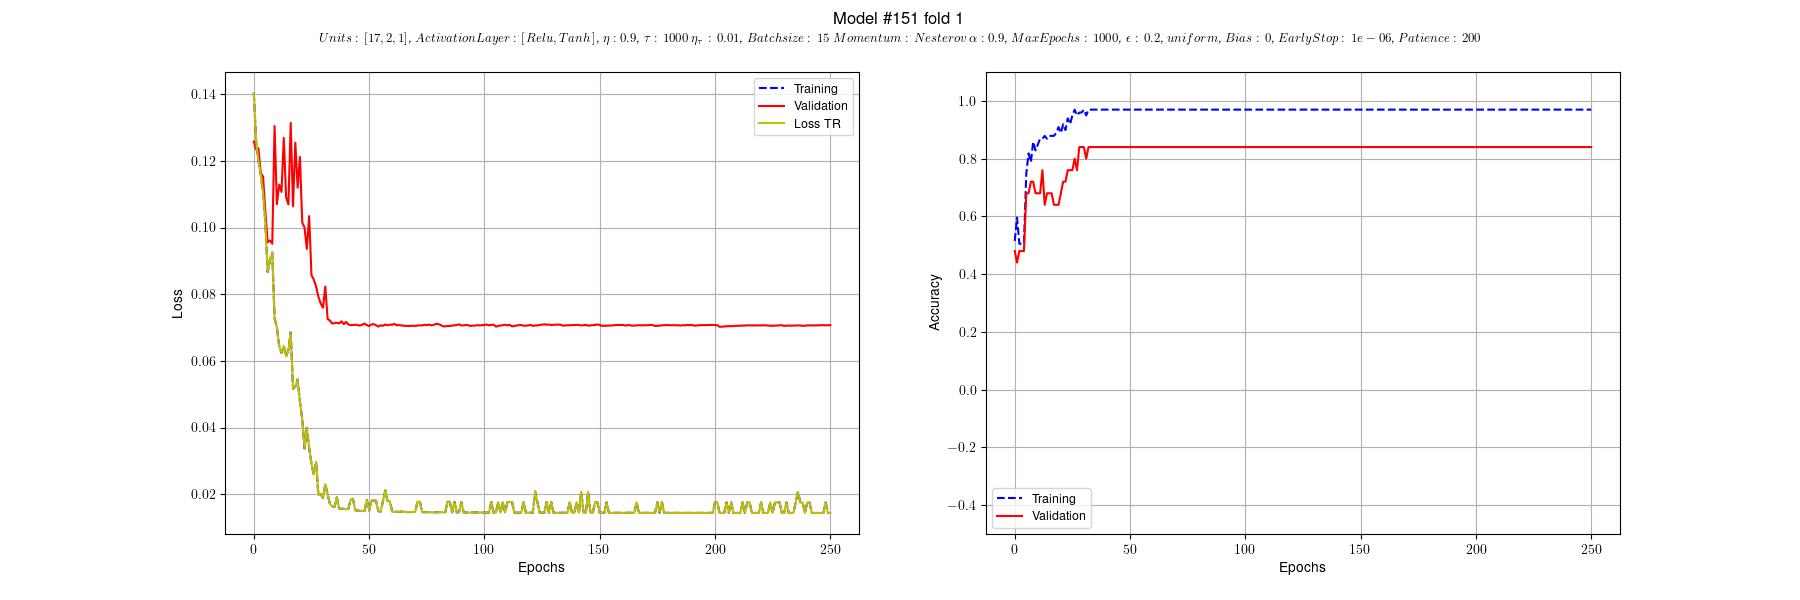 Model #151 fold 1
Units : [17, 2, 1], ActivationLayer : [Relu, Tanh], η : 0.9, τ : 1000 ητ : 0.01, Batchsize : 15 Momentum : Nesterov α : 0.9, MaxEpochs : 1000, ϵ : 0.2, uniform, Bias : 0, EarlyStop : 1e − 06, Patience : 200
Loss
0.14
0.12
0.10
0.08
0.06
0.04
0.02
Training
Validation
Loss TR
0 50 100 150 200 250
Epochs
Accuracy
1.0
0.8
0.6
0.4
0.2
0.0
−0.2
−0.4
Training
Validation
0 50 100 150 200 250
Epochs